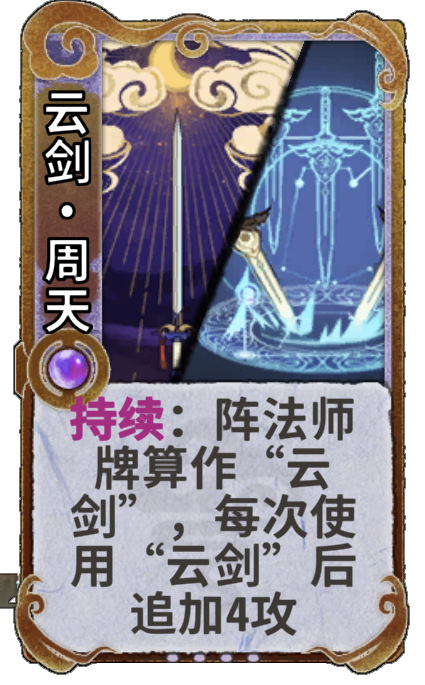 云剑·周天
持续：阵法师
牌算作“云
剑”，每次使
用“云剑”后
追加4攻